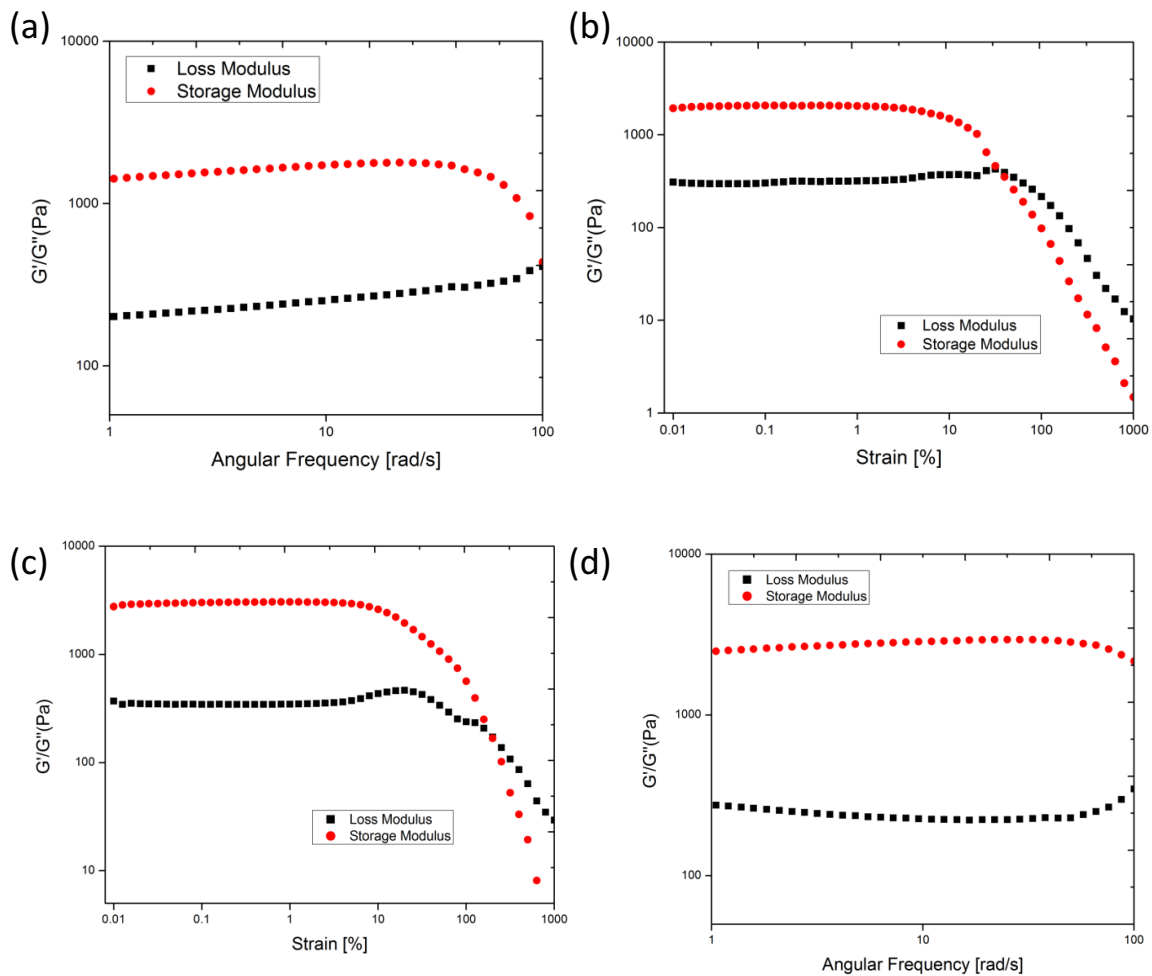 (a)
10000
1000
100
G'/G"(Pa)
Loss Modulus
Storage Modulus
1
10
100
Angular Frequency [rad/s]
(b)
10000
1000
100
10
1
G'/G"(Pa)
Loss Modulus
Storage Modulus
0.01
0.1
1
10
100
1000
Strain [%]
(c)
10000
1000
100
10
G'/G"(Pa)
Loss Modulus
Storage Modulus
0.01
0.1
1
10
100
1000
Strain [%]
(d)
10000
1000
100
G'/G"(Pa)
Loss Modulus
Storage Modulus
1
10
100
Angular Frequency [rad/s]